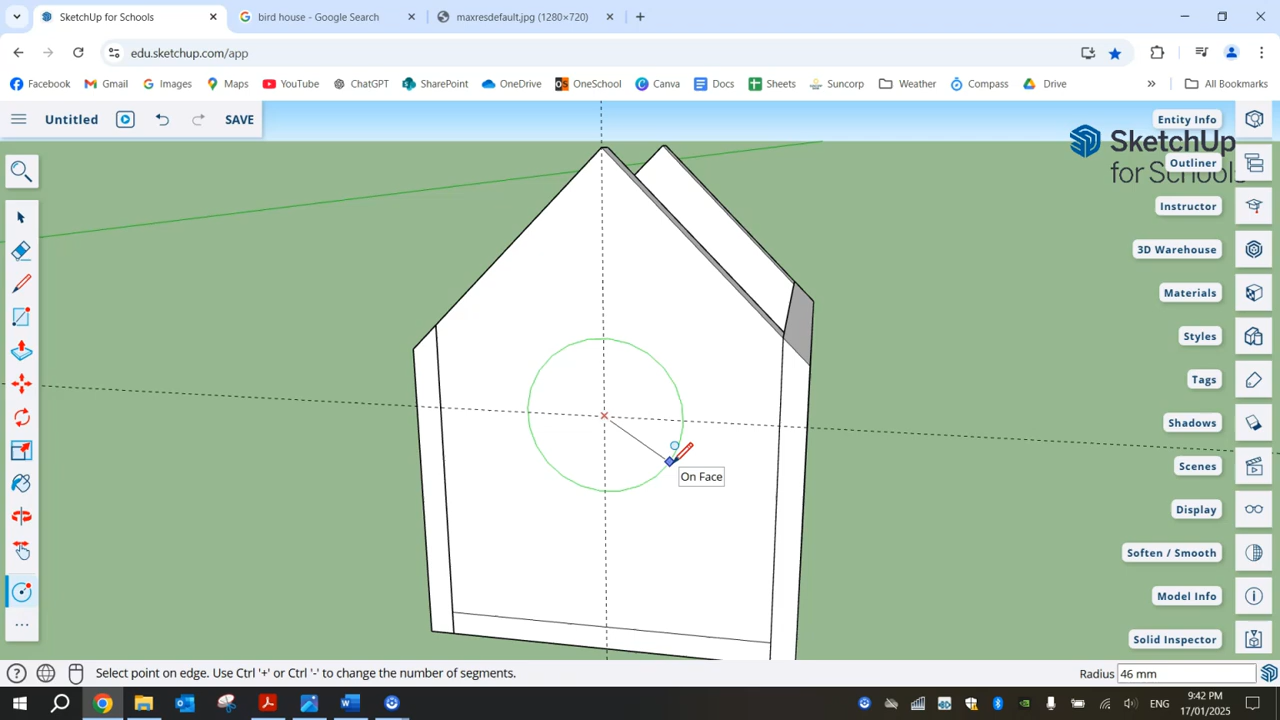 SketchUp for Schools
bird house - Google Search
maxresdefault.jpg (1280×720)
edu.sketchup.com/app
Facebook
Gmail
Images
Maps
YouTube
ChatGPT
SharePoint
OneDrive
OneSchool
Canva
Docs
Sheets
Suncorp
Weather
Compass
Drive
All Bookmarks
Untitled
SAVE
SketchUp
for Schools
Entity Info
Outliner
Instructor
3D Warehouse
Materials
Styles
Tags
Shadows
Scenes
Display
Soften / Smooth
Model Info
Solid Inspector
On Face
Select point on edge. Use Ctrl '+' or Ctrl '-' to change the number of segments.
Radius 46 mm
ENG
9:42 PM
17/01/2025